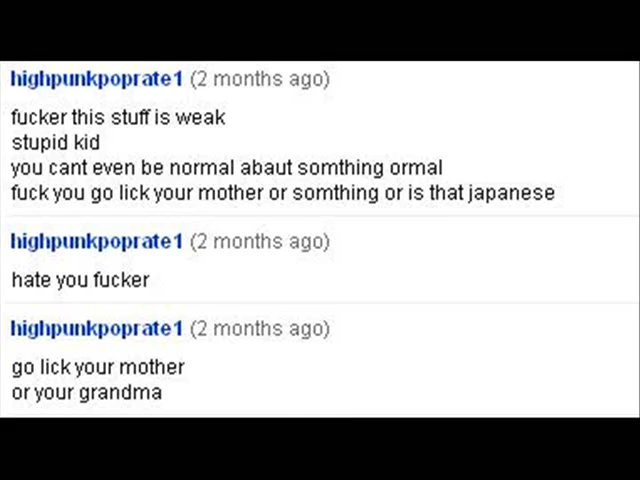 highpunkpoprate1 (2 months ago)
fucker this stuff is weak
stupid kid
you cant even be normal abaut somthing ormal
fuck you go lick your mother or somthing or is that japanese
highpunkpoprate1 (2 months ago)
hate you fucker
highpunkpoprate1 (2 months ago)
go lick your mother
or your grandma